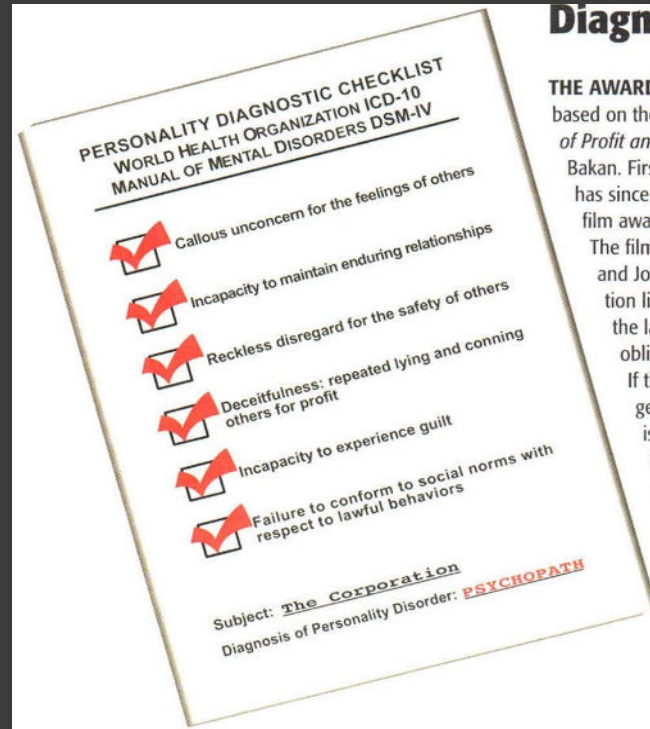 PERSONALITY DIAGNOSTIC CHECKLIST
WORLD HEALTH ORGANIZATION ICD-10
MANUAL OF MENTAL DISORDERS DSM-IV
Callous unconcern for the feelings of others
Incapacity to maintain enduring relationships
Reckless disregard for the safety of others
Deceitfulness: repeated lying and conning
others for profit
Incapacity to experience guilt
Failure to conform to social norms with
respect to lawful behaviors
Subject: The Corporation
Diagnosis of Personality Disorder: PSYCHOPATH
Diagn
THE AWARD
based on the
of Profit an
Bakan. Firs
has since
film awa
The film
and Jo
tion li
the la
obli
If t
ge
is